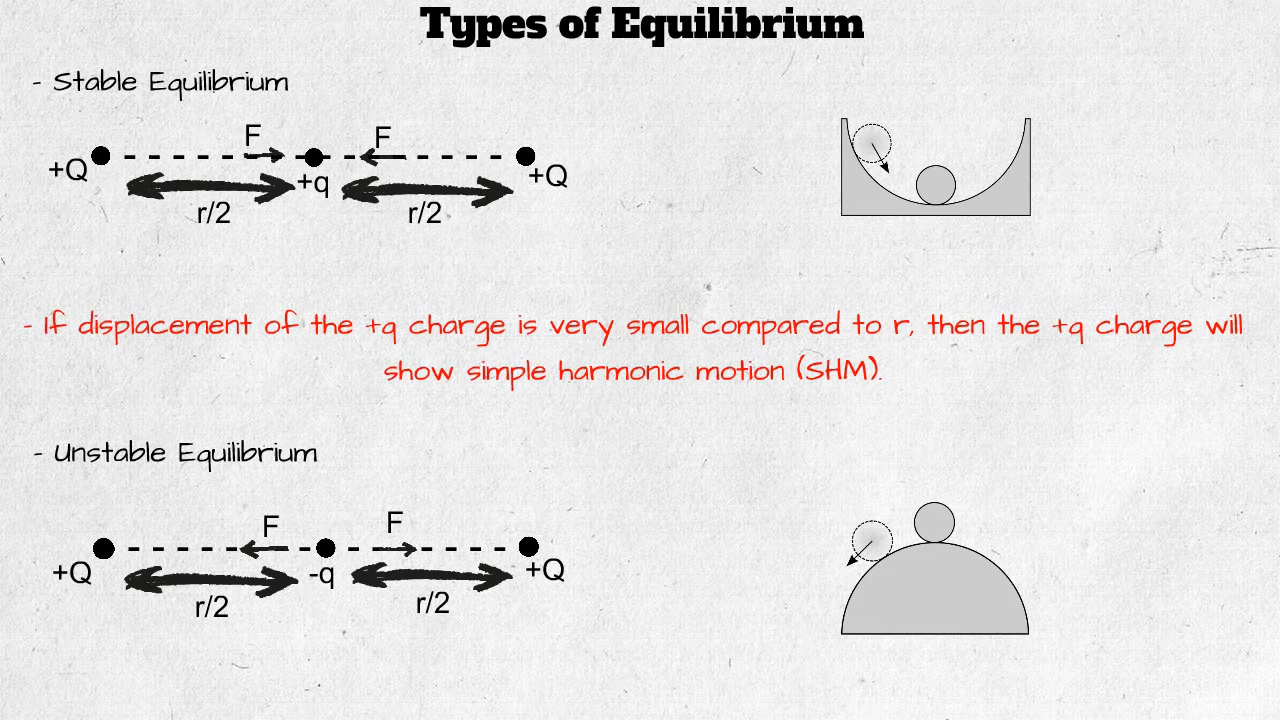 Types of Equilibrium
- Stable Equilibrium
F F
+Q +q +Q
r/2 r/2
- If displacement of the +q charge is very small compared to r, then the +q charge will
show simple harmonic motion (SHM).
- Unstable Equilibrium
F F
+Q -q +Q
r/2 r/2